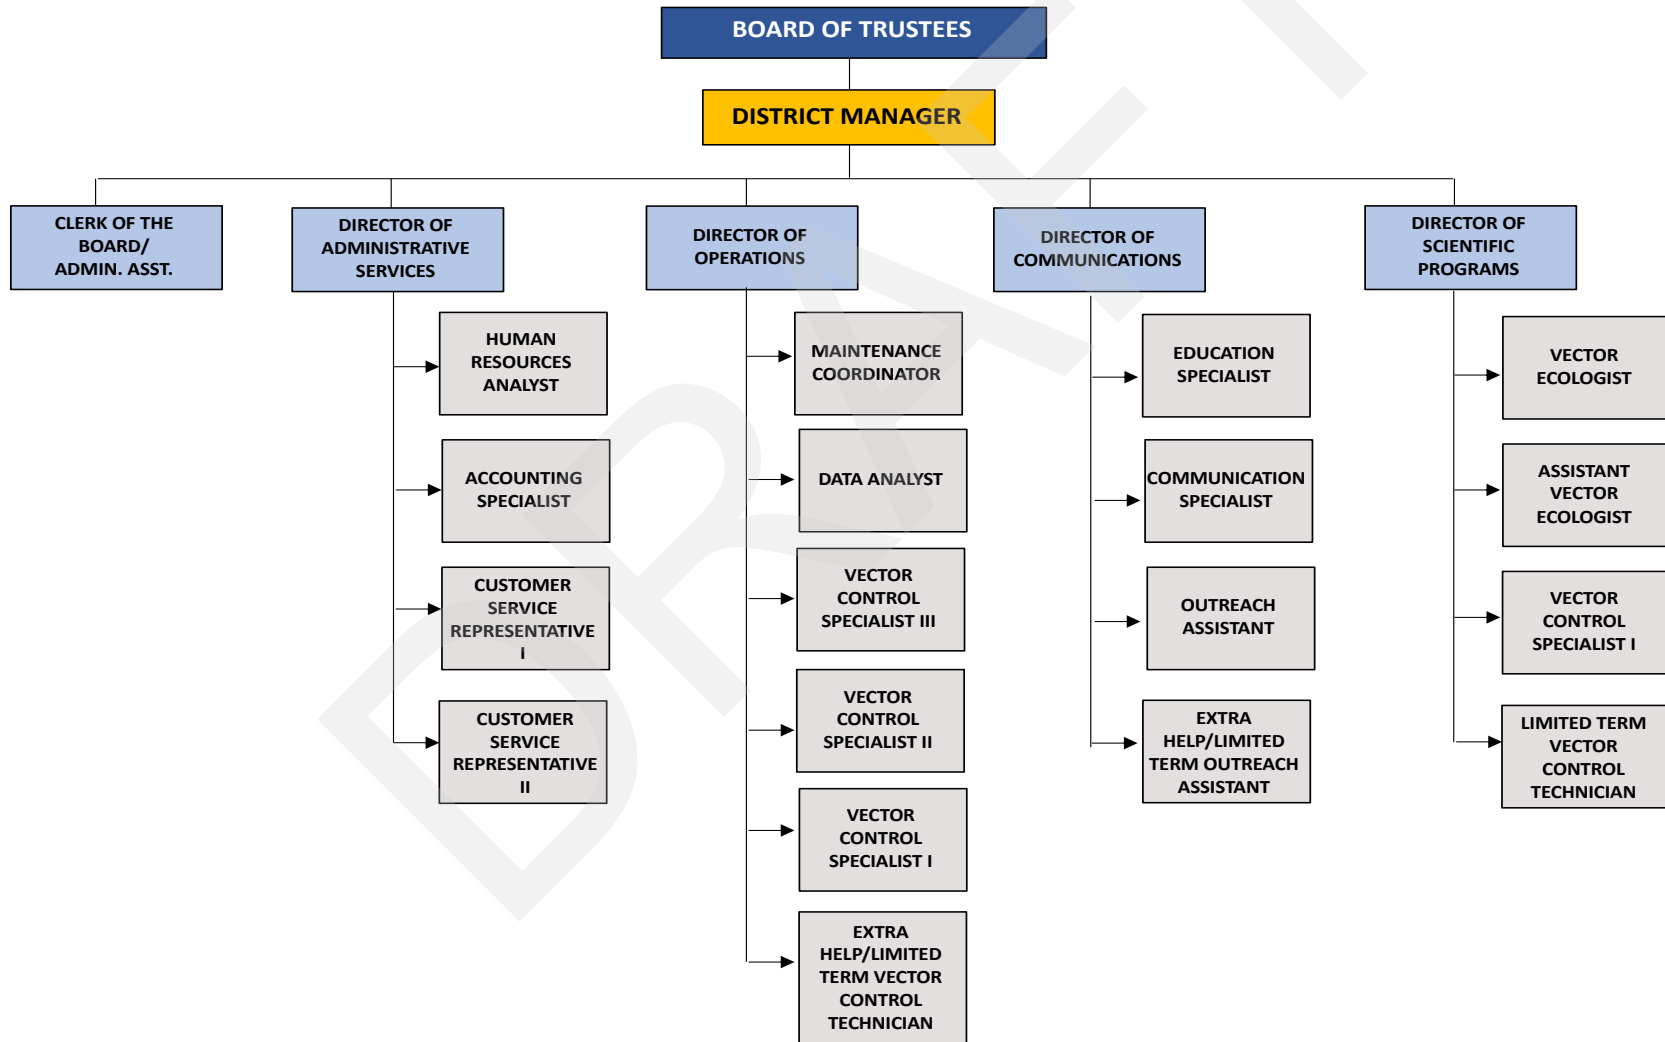 BOARD OF TRUSTEES
DISTRICT MANAGER
CLERK OF THE
BOARD/
ADMIN. ASST.
DIRECTOR OF
ADMINISTRATIVE
SERVICES
DIRECTOR OF
OPERATIONS
DIRECTOR OF
COMMUNICATIONS
DIRECTOR OF
SCIENTIFIC
PROGRAMS
HUMAN
RESOURCES
ANALYST
ACCOUNTING
SPECIALIST
CUSTOMER
SERVICE
REPRESENTATIVE
I
CUSTOMER
SERVICE
REPRESENTATIVE
II
MAINTENANCE
COORDINATOR
DATA ANALYST
VECTOR
CONTROL
SPECIALIST III
VECTOR
CONTROL
SPECIALIST II
VECTOR
CONTROL
SPECIALIST I
EXTRA
HELP/LIMITED
TERM VECTOR
CONTROL
TECHNICIAN
EDUCATION
SPECIALIST
COMMUNICATION
SPECIALIST
OUTREACH
ASSISTANT
EXTRA
HELP/LIMITED
TERM OUTREACH
ASSISTANT
VECTOR
ECOLOGIST
ASSISTANT
VECTOR
ECOLOGIST
VECTOR
CONTROL
SPECIALIST I
LIMITED TERM
VECTOR
CONTROL
TECHNICIAN
DRAFT